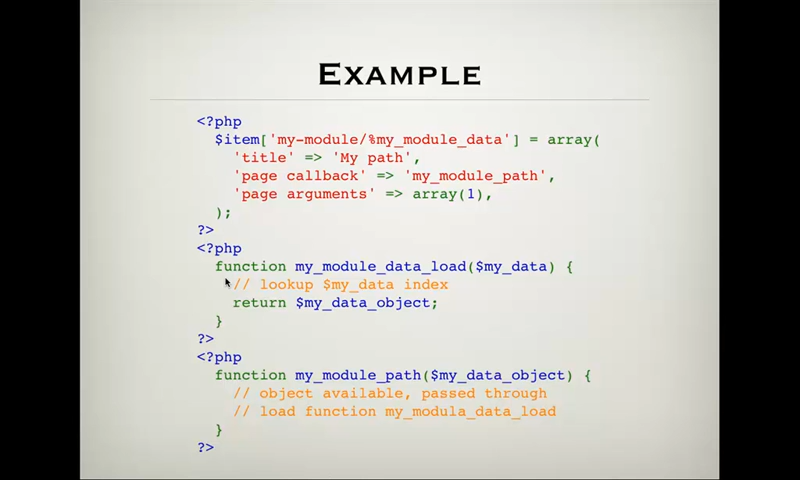 EXAMPLE
<?php
$item['my-module/%my_module_data'] = array(
'title' => 'My path',
'page callback' => 'my_module_path',
'page arguments' => array(1),
);
?>
<?php
function my_module_data_load($my_data) {
// lookup $my_data index
return $my_data_object;
}
?>
<?php
function my_module_path($my_data_object) {
// object available, passed through
// load function my_modula_data_load
}
?>